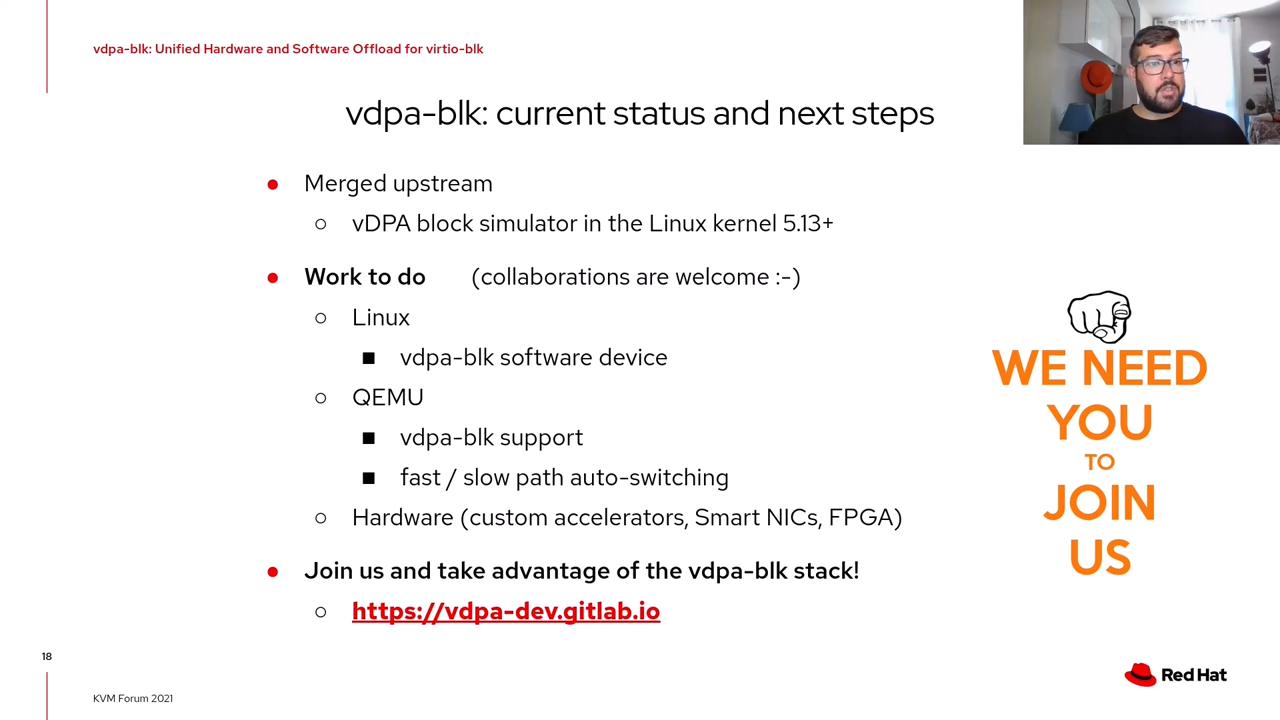 vdpa-blk: Unified Hardware and Software Offload for virtio-blk
vdpa-blk: current status and next steps
● Merged upstream
○ vDPA block simulator in the Linux kernel 5.13+
● Work to do (collaborations are welcome :-)
○ Linux
■ vdpa-blk software device
○ QEMU
■ vdpa-blk support
■ fast / slow path auto-switching
○ Hardware (custom accelerators, Smart NICs, FPGA)
● Join us and take advantage of the vdpa-blk stack!
○ https://vdpa-dev.gitlab.io
WE NEED
YOU
TO
JOIN
US
18
KVM Forum 2021
Red Hat